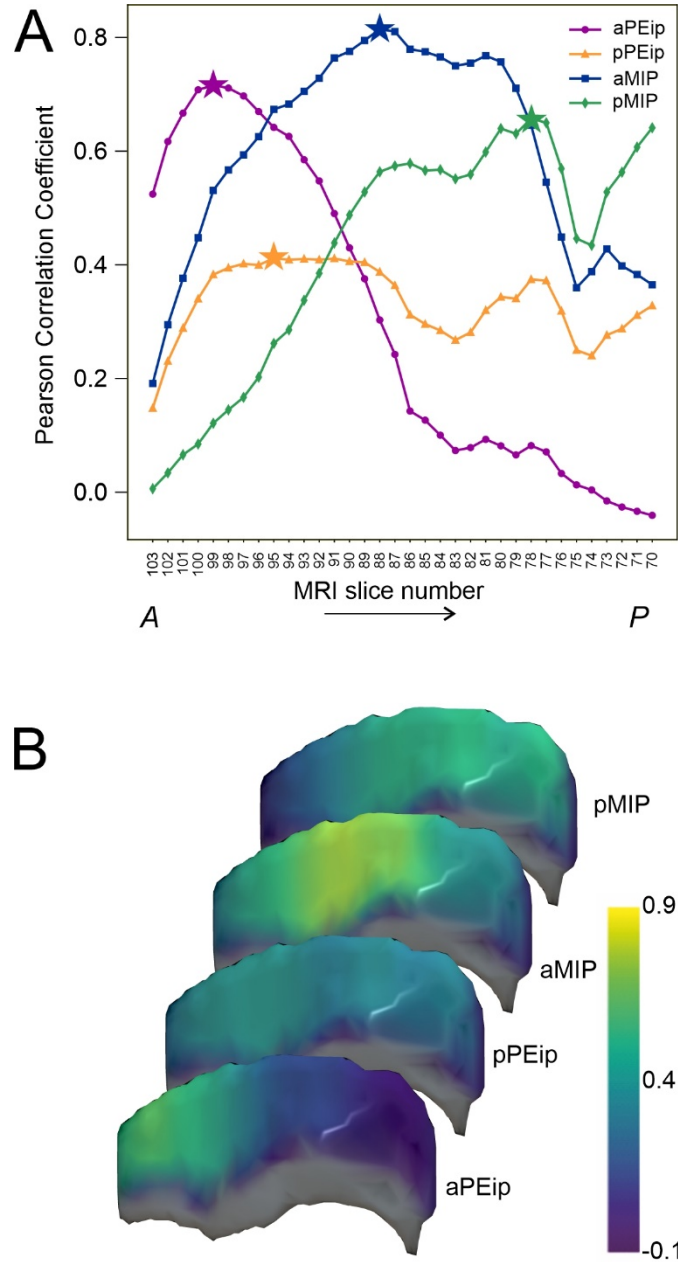 A
Pearson Correlation Coefficient
0.8
0.6
0.4
0.2
0.0
aPEip
pPEip
aMIP
pMIP
103 102 101 100 99 98 97 96 95 94 93 92 91 90 89 88 87 86 85 84 83 82 81 80 79 78 77 76 75 74 73 72 71 70
MRI slice number
A
P
B
pMIP
aMIP
pPEip
aPEip
0.9
0.4
-0.1